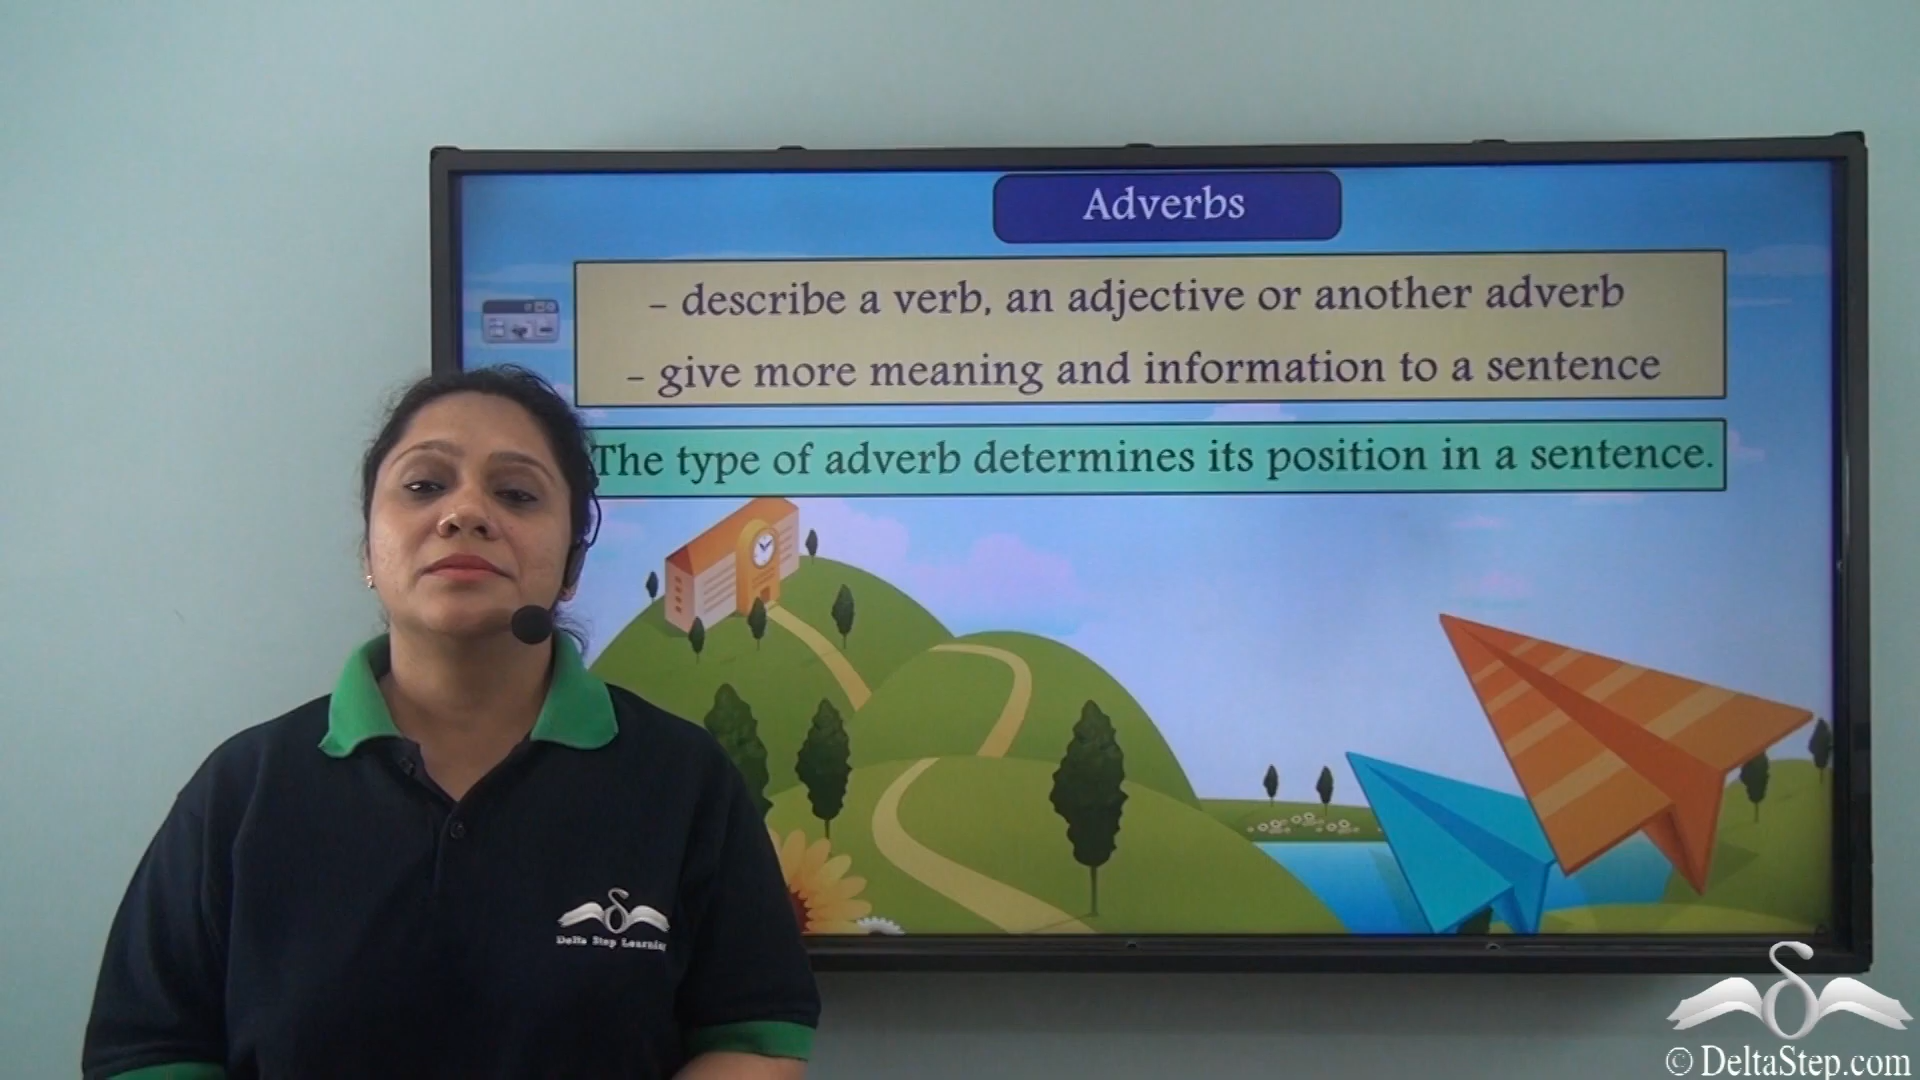 Adverbs
– describe a verb, an adjective or another adverb
– give more meaning and information to a sentence
The type of adverb determines its position in a sentence.
Delta Step Learning
© DeltaStep.com